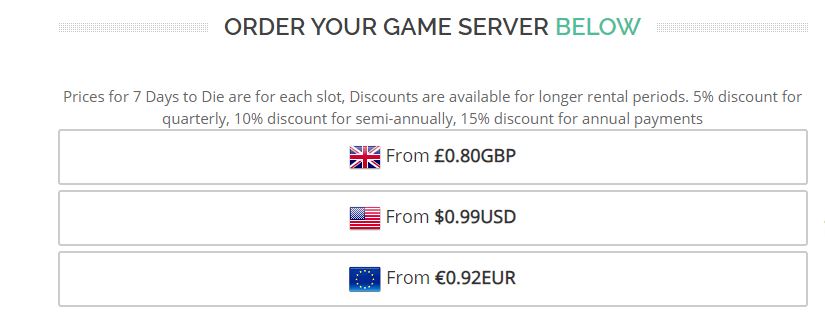 ORDER YOUR GAME SERVER BELOW
Prices for 7 Days to Die are for each slot, Discounts are available for longer rental periods. 5% discount for
quarterly, 10% discount for semi-annually, 15% discount for annual payments
From £0.80GBP
From $0.99USD
From €0.92EUR